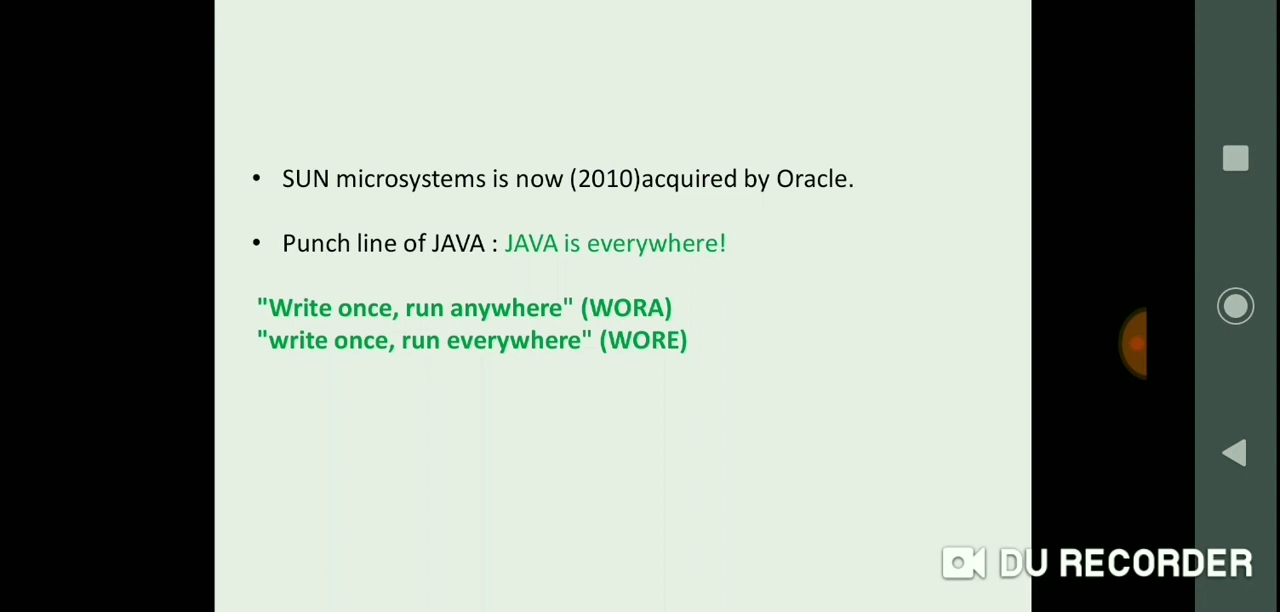 • SUN microsystems is now (2010)acquired by Oracle.
• Punch line of JAVA : JAVA is everywhere!
"Write once, run anywhere" (WORA)
"write once, run everywhere" (WORE)
DU RECORDER